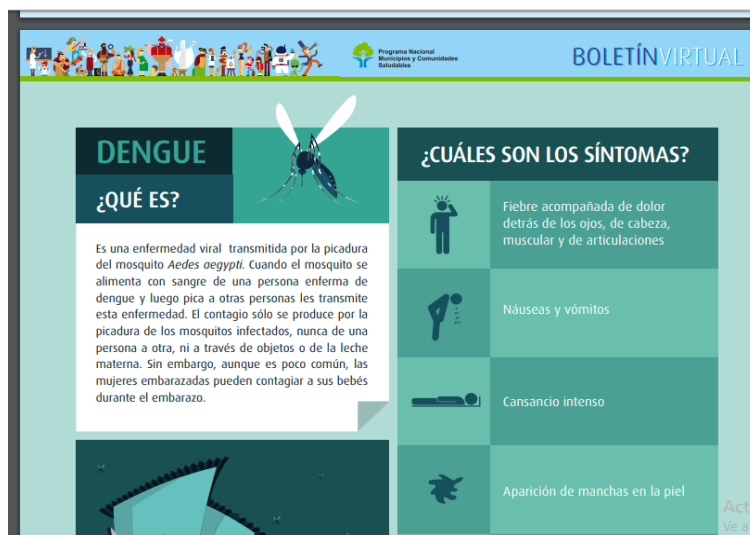 Programa Nacional
Municipios y Comunidades
Saludables
BOLETÍNVIRTUAL
DENGUE
¿QUÉ ES?
Es una enfermedad viral transmitida por la picadura
del mosquito Aedes aegypti. Cuando el mosquito se
alimenta con sangre de una persona enferma de
dengue y luego pica a otras personas les transmite
esta enfermedad. El contagio sólo se produce por la
picadura de los mosquitos infectados, nunca de una
persona a otra, ni a través de objetos o de la leche
materna. Sin embargo, aunque es poco común, las
mujeres embarazadas pueden contagiar a sus bebés
durante el embarazo.
¿CUÁLES SON LOS SÍNTOMAS?
Fiebre acompañada de dolor
detrás de los ojos, de cabeza,
muscular y de articulaciones
Náuseas y vómitos
Cansancio intenso
Aparición de manchas en la piel
Act
Ve a